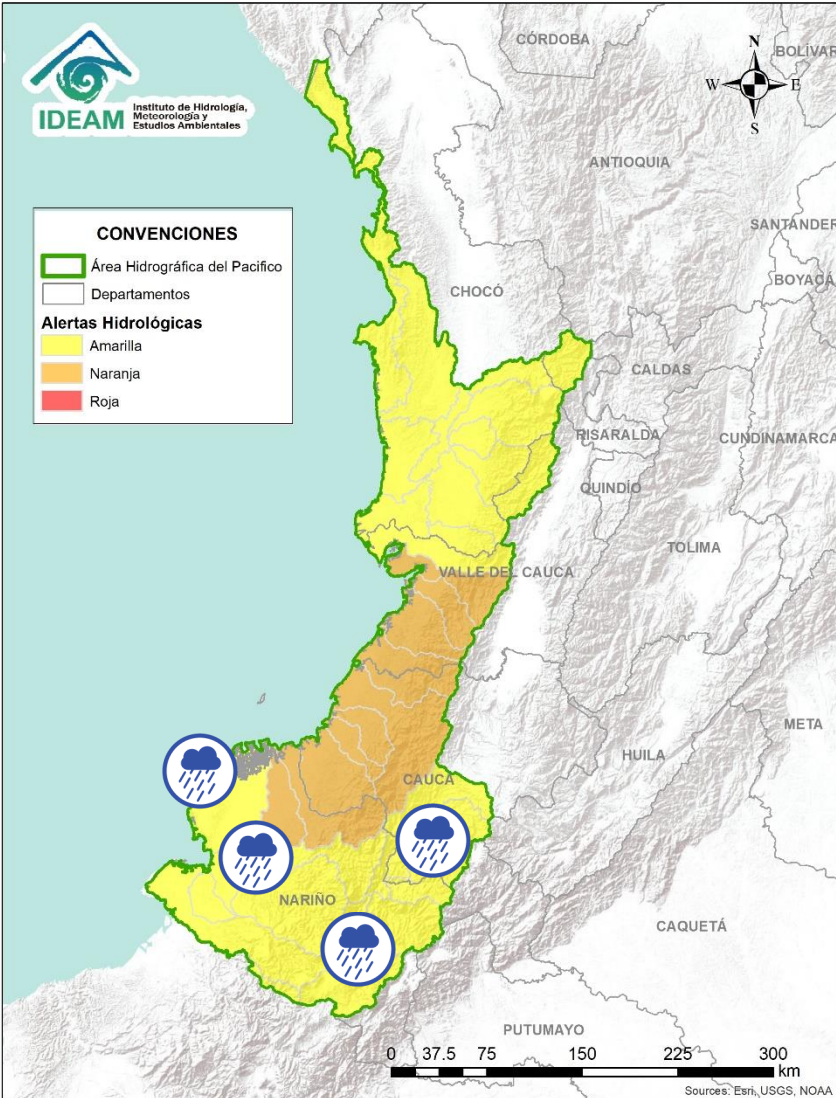 IDEAM
Instituto de Hidrología,
Meteorología y
Estudios Ambientales
N
W
E
S
CÓRDOBA
BOLÍVAR
ANTIOQUIA
SANTANDER
BOYACÁ
CHOCÓ
CALDAS
RISARALDA
CUNDINAMARCA
QUINDÍO
TOLIMA
VALLE DEL CAUCA
META
HUILA
CAUCA
NARIÑO
CAQUETÁ
PUTUMAYO
CONVENCIONES
Área Hidrográfica del Pacifico
Departamentos
Alertas Hidrológicas
Amarilla
Naranja
Roja
0 37.5 75 150 225 300
km
Sources: Esri, USGS, NOAA